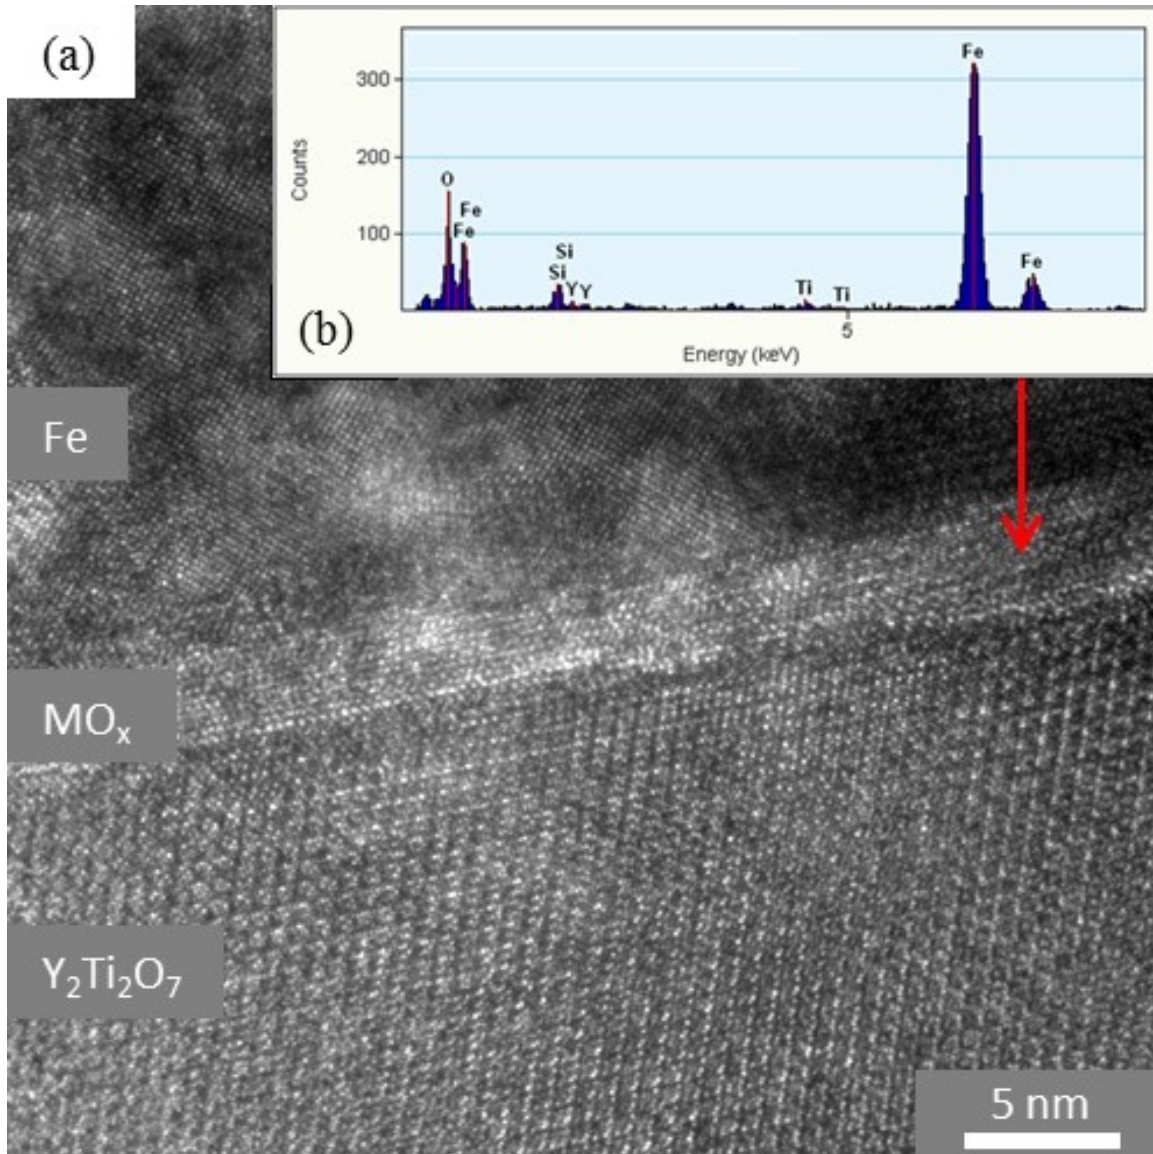 (a)
300
200
100
Counts
O
Fe
Fe
Si
Si
Y Y
Ti
Ti
Fe
Fe
5
Energy (keV)
(b)
Fe
MOₓ
Y₂Ti₂O₇
5 nm